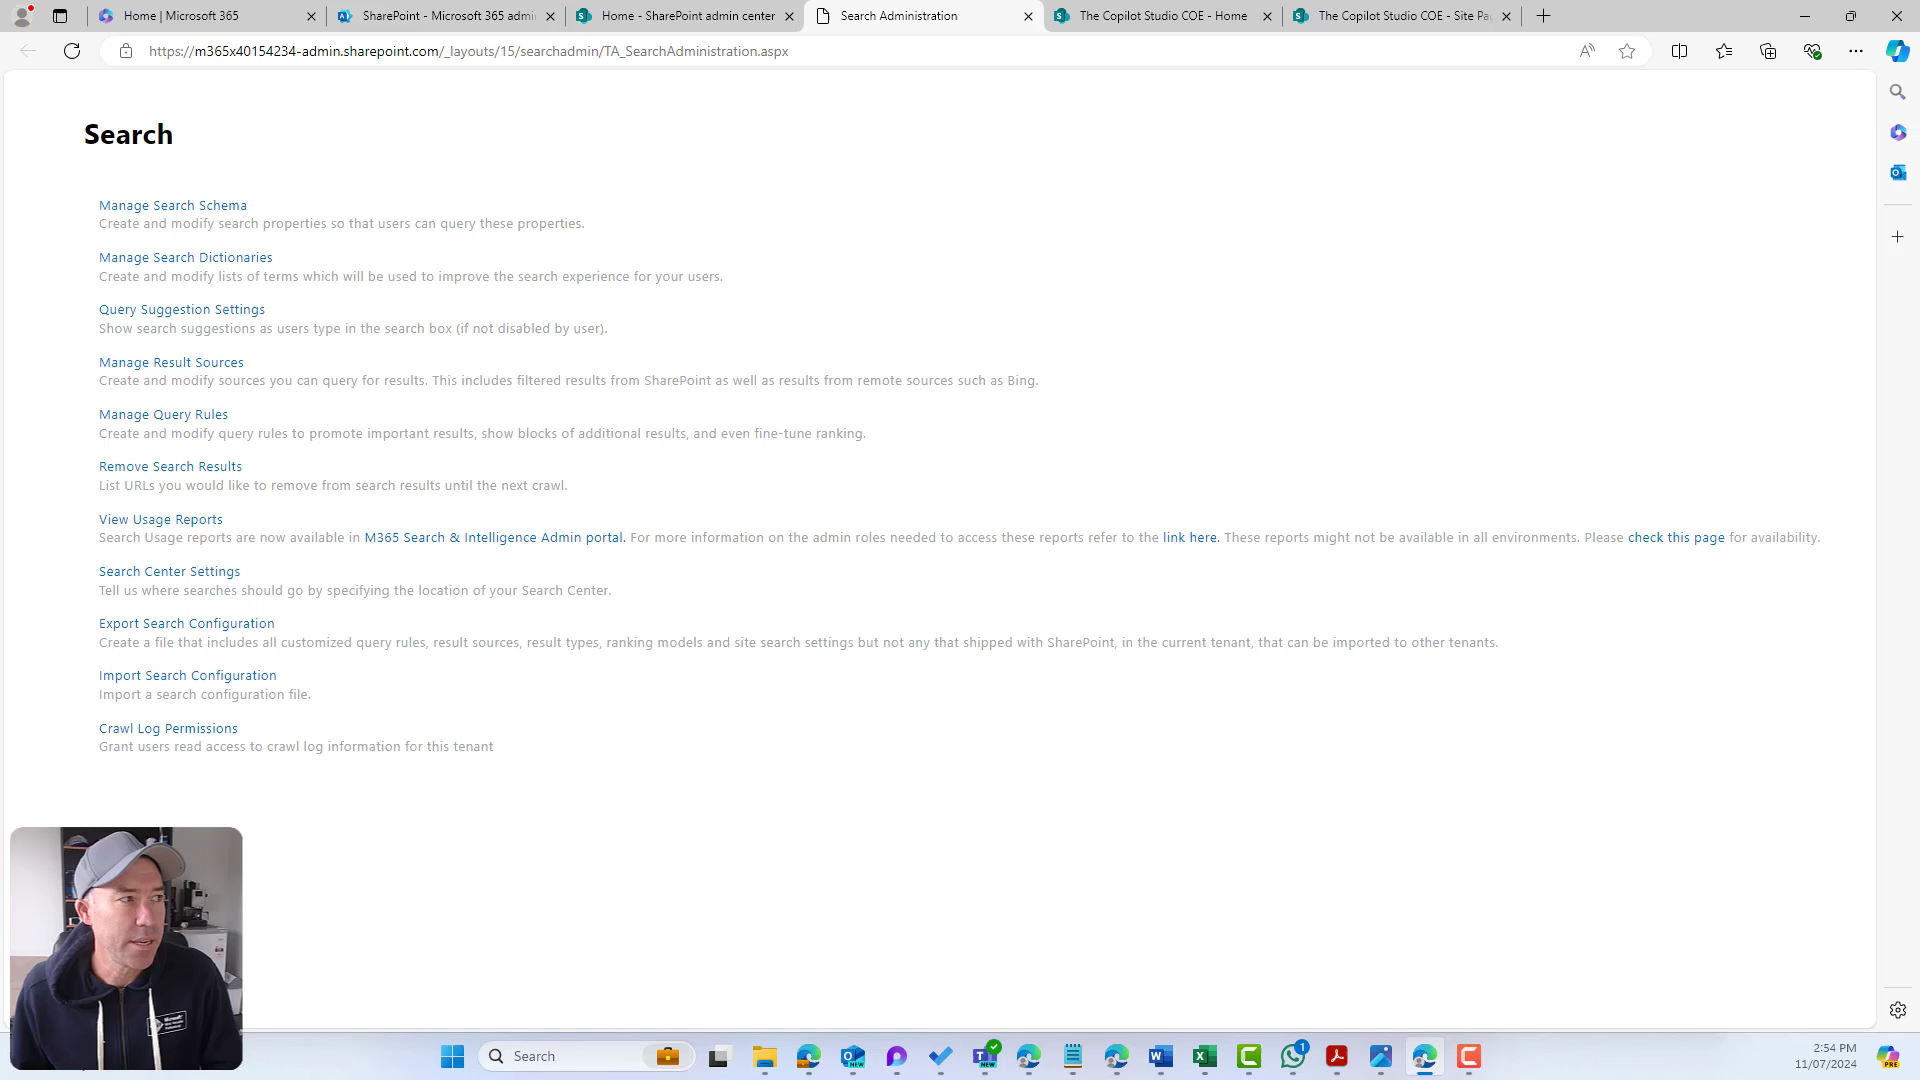 Home | Microsoft 365
SharePoint - Microsoft 365 admi
Home - SharePoint admin center
Search Administration
The Copilot Studio COE - Home
The Copilot Studio COE - Site Pa
https://m365x40154234-admin.sharepoint.com/_layouts/15/searchadmin/TA_SearchAdministration.aspx
Search
Manage Search Schema
Create and modify search properties so that users can query these properties.
Manage Search Dictionaries
Create and modify lists of terms which will be used to improve the search experience for your users.
Query Suggestion Settings
Show search suggestions as users type in the search box (if not disabled by user).
Manage Result Sources
Create and modify sources you can query for results. This includes filtered results from SharePoint as well as results from remote sources such as Bing.
Manage Query Rules
Create and modify query rules to promote important results, show blocks of additional results, and even fine-tune ranking.
Remove Search Results
List URLs you would like to remove from search results until the next crawl.
View Usage Reports
Search Usage reports are now available in M365 Search & Intelligence Admin portal. For more information on the admin roles needed to access these reports refer to the link here. These reports might not be available in all environments. Please check this page for availability.
Search Center Settings
Tell us where searches should go by specifying the location of your Search Center.
Export Search Configuration
Create a file that includes all customized query rules, result sources, result types, ranking models and site search settings but not any that shipped with SharePoint, in the current tenant, that can be imported to other tenants.
Import Search Configuration
Import a search configuration file.
Crawl Log Permissions
Grant users read access to crawl log information for this tenant
Microsoft
Search
NEW
NEW
1
2:54 PM
11/07/2024
PRE